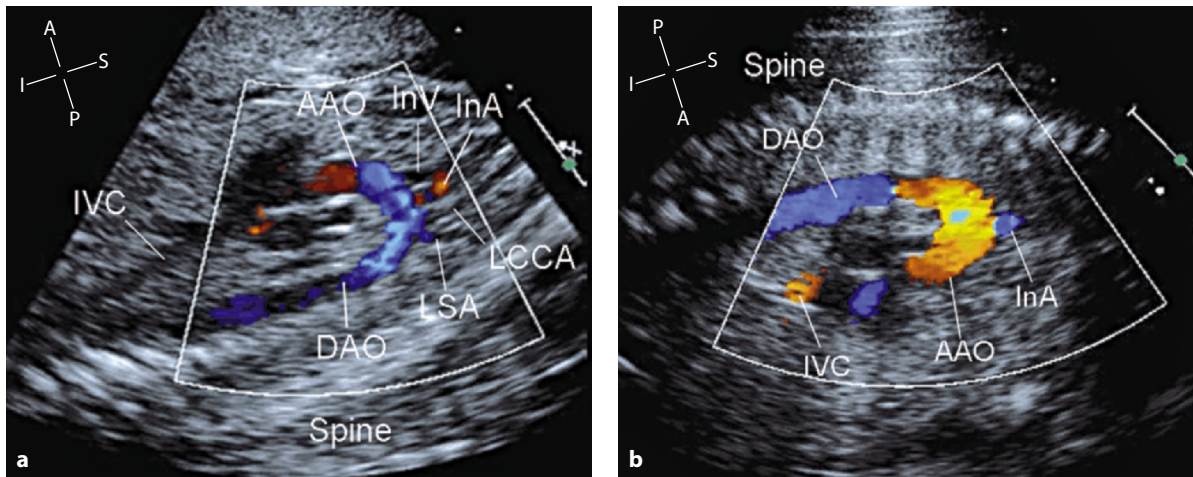 A
S
I
P
AAO
InV
InA
IVC
LCCA
LSA
DAO
Spine
a
P
S
I
A
Spine
DAO
InA
AAO
IVC
b